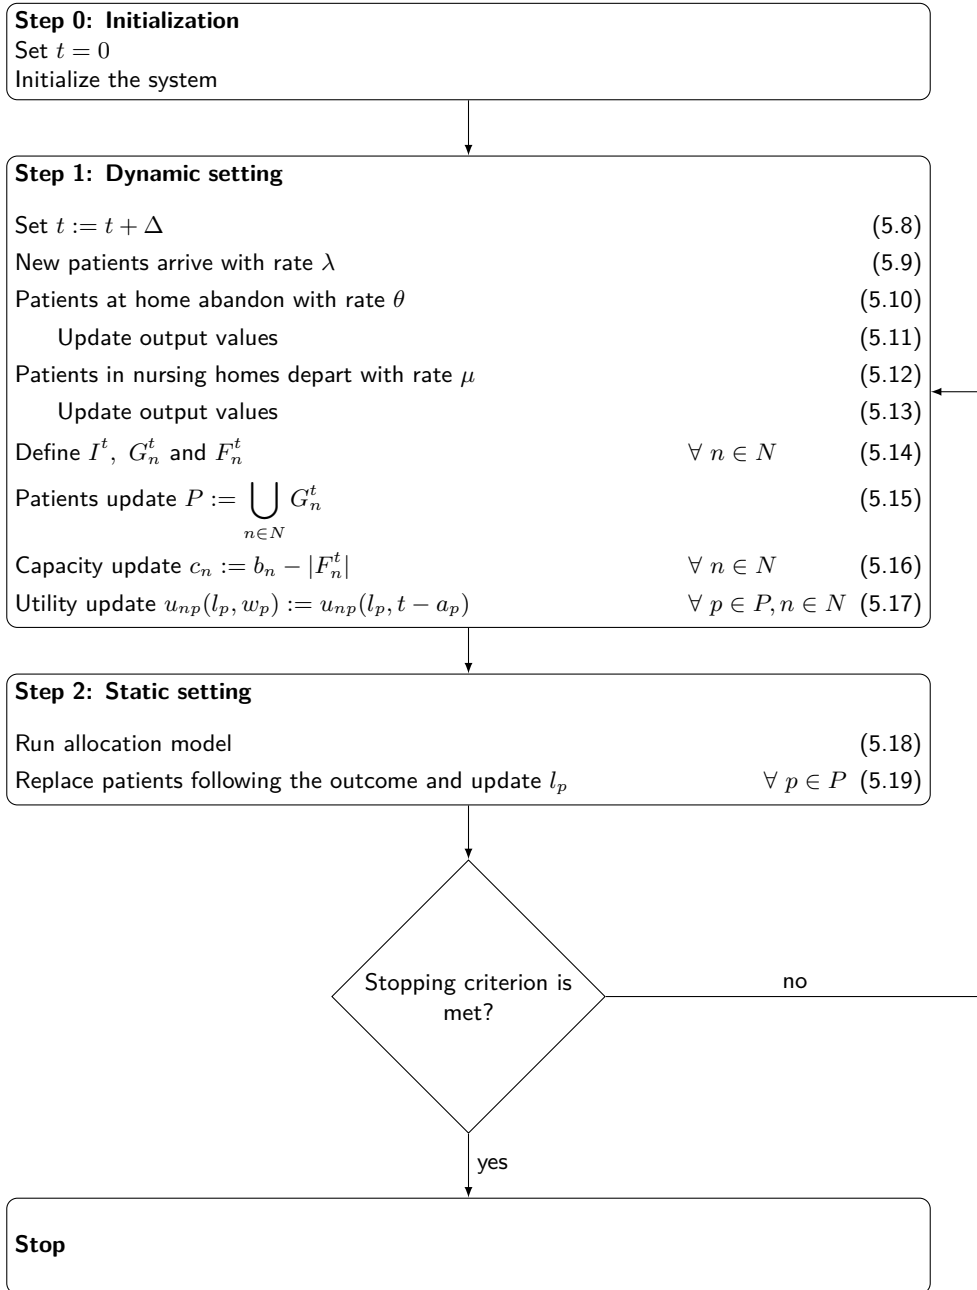 Step 0: Initialization
Set t = 0
Initialize the system
Step 1: Dynamic setting
Set t := t + Δ (5.8)
New patients arrive with rate λ (5.9)
Patients at home abandon with rate θ (5.10)
Update output values (5.11)
Patients in nursing homes depart with rate μ (5.12)
Update output values (5.13)
Define I^t, G_n^t and F_n^t ∀ n ∈ N (5.14)
Patients update P := ⋃_{n∈N} G_n^t (5.15)
Capacity update c_n := b_n − |F_n^t| ∀ n ∈ N (5.16)
Utility update u_{np}(l_p, w_p) := u_{np}(l_p, t − a_p) ∀ p ∈ P, n ∈ N (5.17)
Step 2: Static setting
Run allocation model (5.18)
Replace patients following the outcome and update l_p ∀ p ∈ P (5.19)
Stopping criterion is
met?
no
yes
Stop